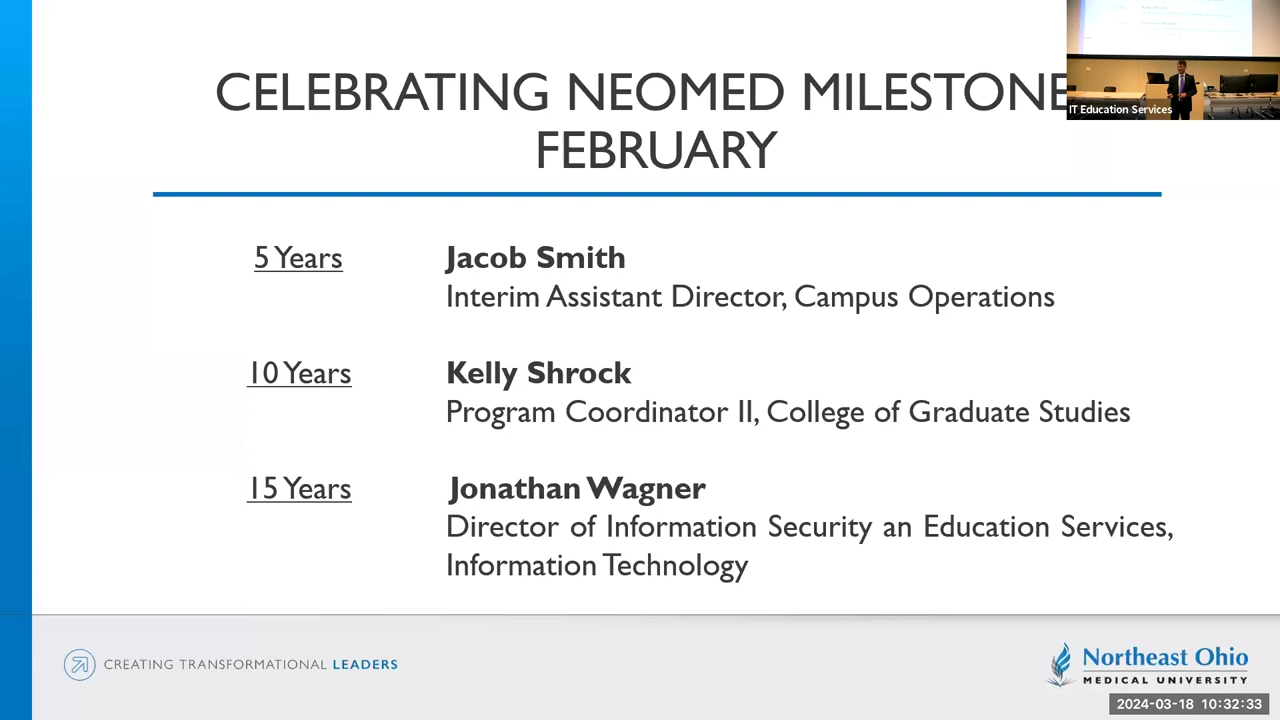 CELEBRATING NEOMED MILESTONE
FEBRUARY
IT Education Services
5 Years
Jacob Smith
Interim Assistant Director, Campus Operations
10 Years
Kelly Shrock
Program Coordinator II, College of Graduate Studies
15 Years
Jonathan Wagner
Director of Information Security an Education Services,
Information Technology
CREATING TRANSFORMATIONAL LEADERS
Northeast Ohio
MEDICAL UNIVERSITY
2024-03-18 10:32:33